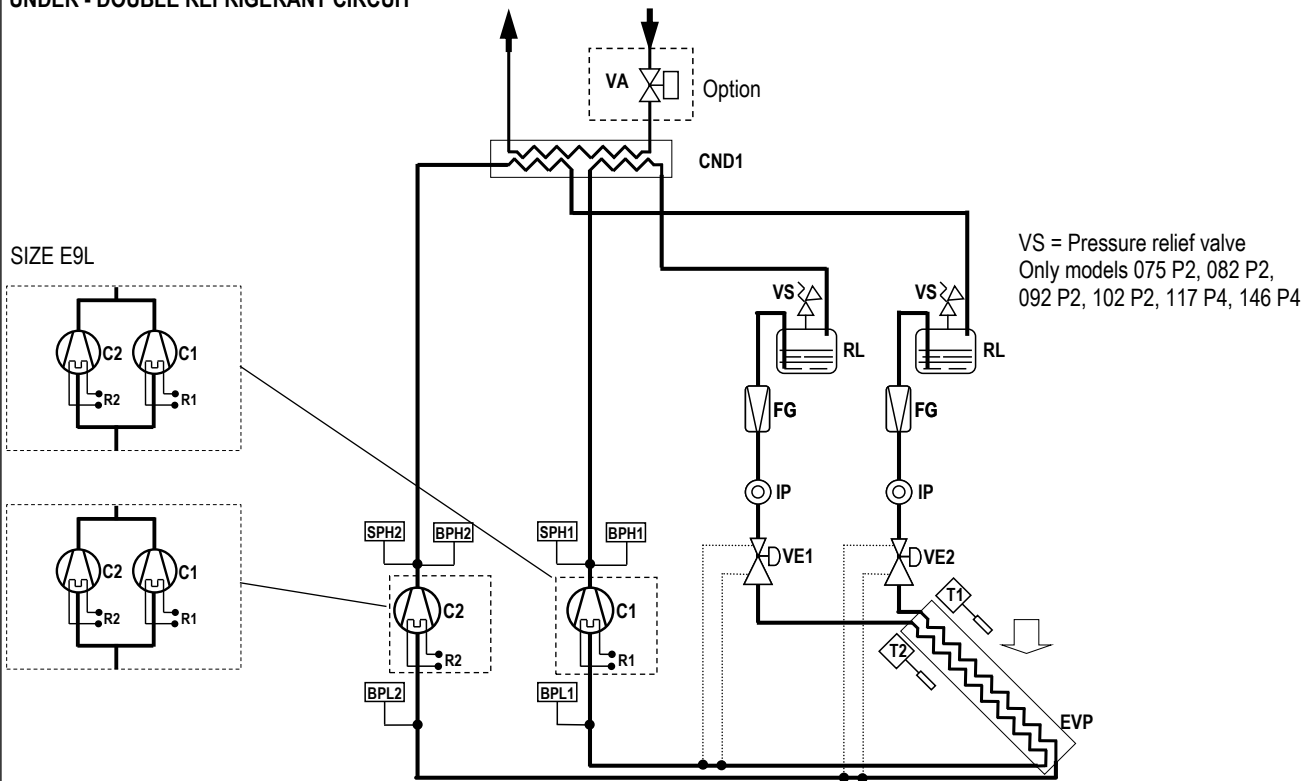 UNDER - DOUBLE REFRIGERANT CIRCUIT
VA
Option
CND1
SIZE E9L
VS = Pressure relief valve
Only models 075 P2, 082 P2,
092 P2, 102 P2, 117 P4, 146 P4
VS
VS
RL
RL
C2
C1
R2
R1
FG
FG
IP
IP
SPH2
BPH2
SPH1
BPH1
VE1
VE2
C2
C1
R2
R1
C2
R2
C1
R1
T1
T2
BPL2
BPL1
EVP